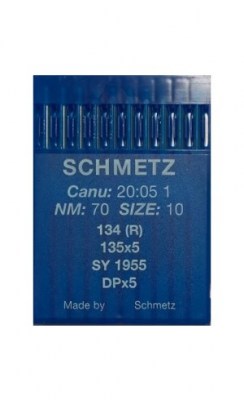 SCHMETZ
Canu: 20:05 1
NM: 70 SIZE: 10
134 (R)
135x5
SY 1955
DPx5
Made by Schmetz